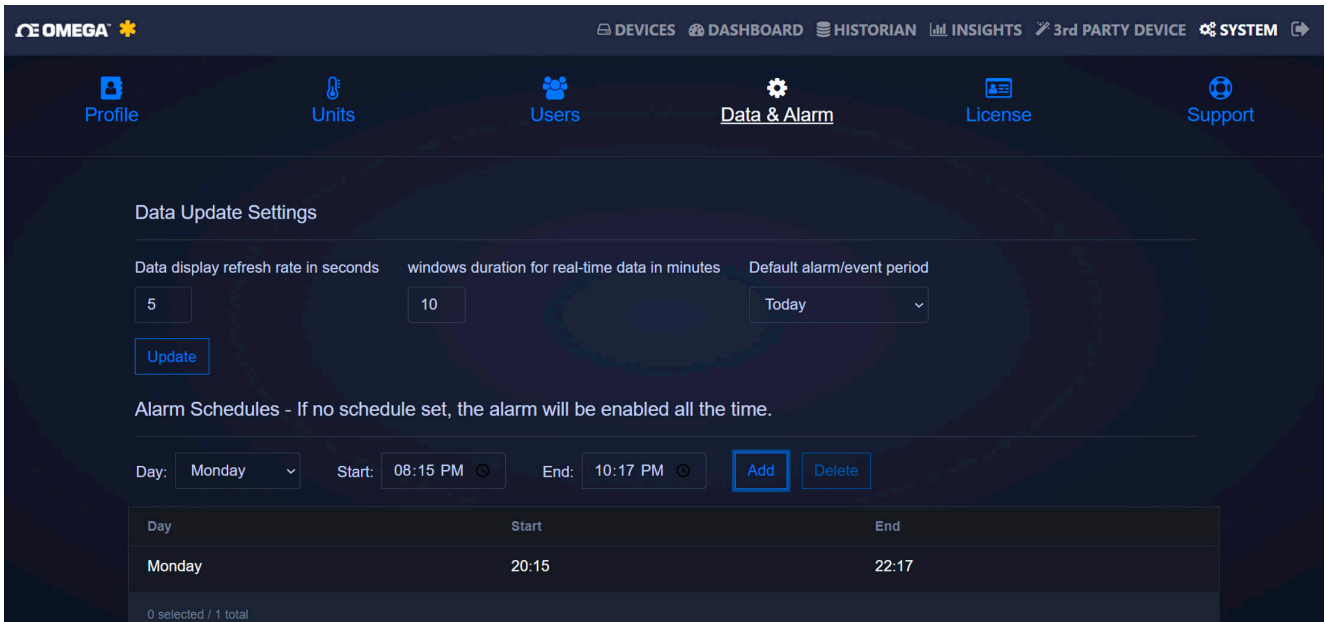 OMEGA™ DEVICES DASHBOARD HISTORIAN INSIGHTS 3rd PARTY DEVICE SYSTEM
Profile Units Users Data & Alarm License Support
Data Update Settings
Data display refresh rate in seconds windows duration for real-time data in minutes Default alarm/event period
5 10 Today
Update
Alarm Schedules - If no schedule set, the alarm will be enabled all the time.
Day: Monday Start: 08:15 PM End: 10:17 PM Add Delete
Day Start End
Monday 20:15 22:17
0 selected / 1 total